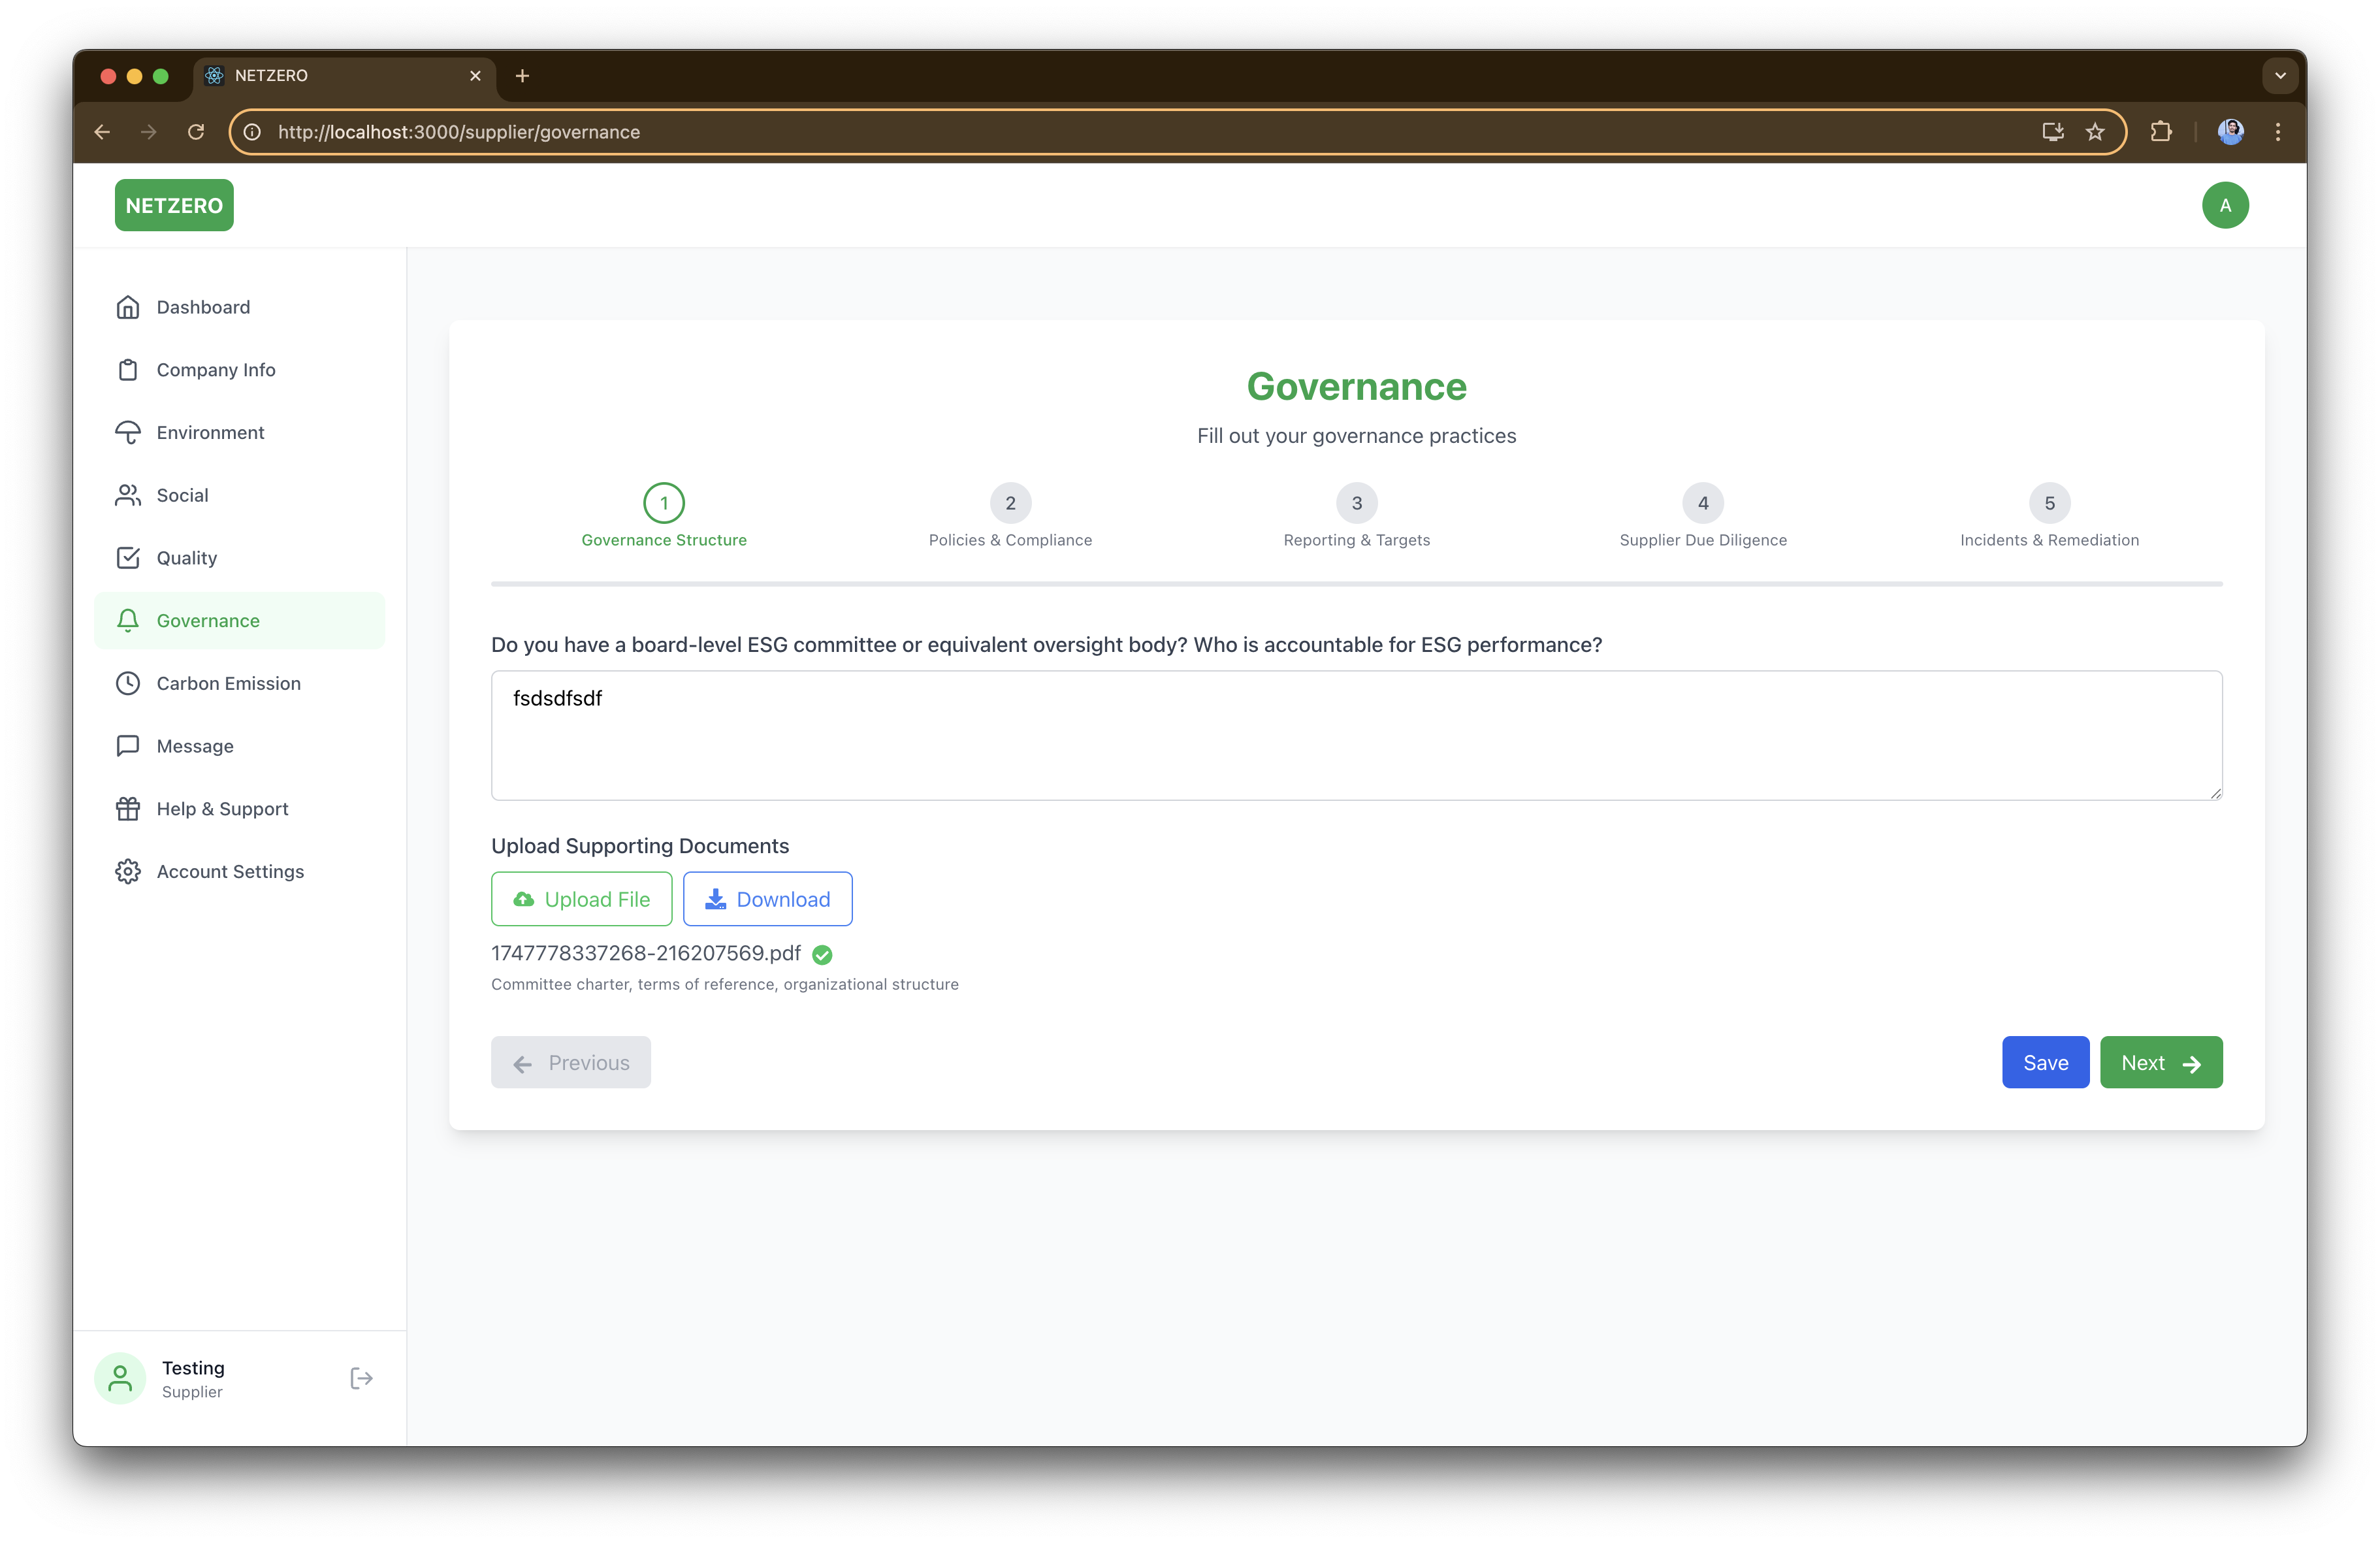 NETZERO
http://localhost:3000/supplier/governance
NETZERO
A
Dashboard
Company Info
Environment
Social
Quality
Governance
Carbon Emission
Message
Help & Support
Account Settings
Testing
Supplier
Governance
Fill out your governance practices
1
Governance Structure
2
Policies & Compliance
3
Reporting & Targets
4
Supplier Due Diligence
5
Incidents & Remediation
Do you have a board-level ESG committee or equivalent oversight body? Who is accountable for ESG performance?
fsdsdfsdf
Upload Supporting Documents
Upload File
Download
1747778337268-216207569.pdf
Committee charter, terms of reference, organizational structure
Previous
Save
Next